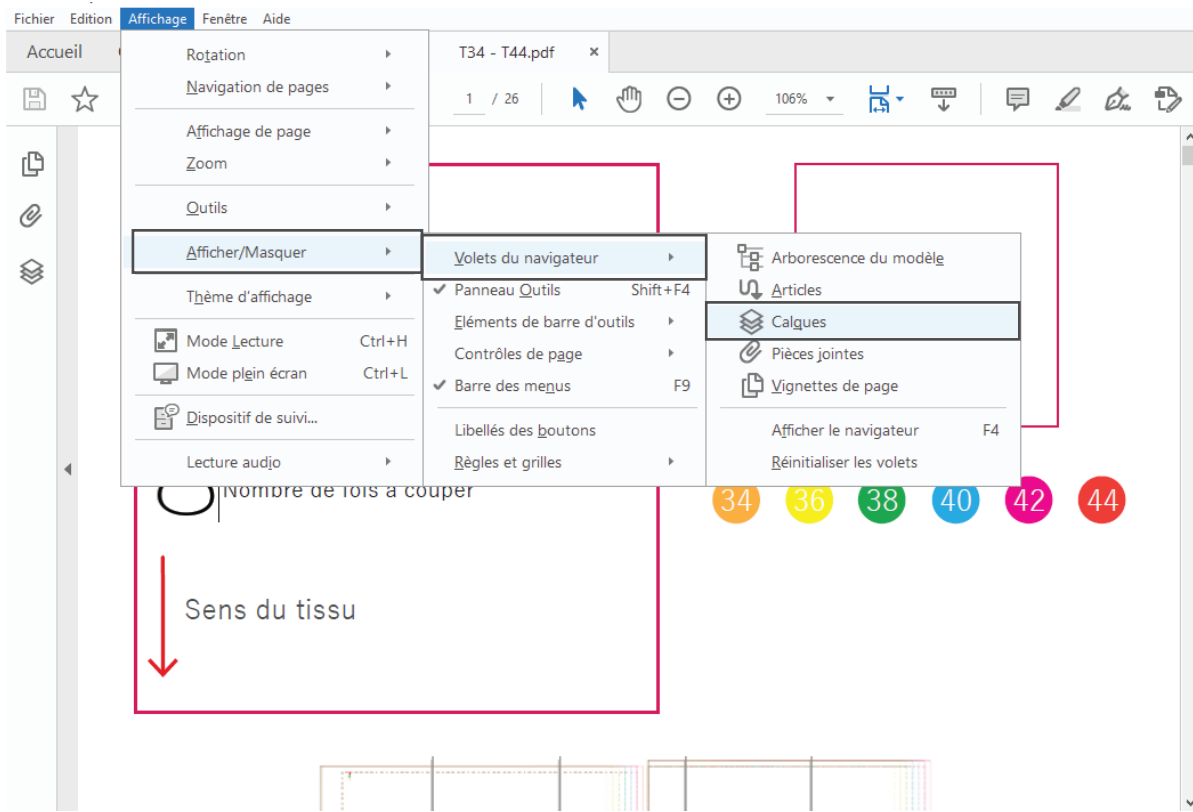 Fichier Edition Affichage Fenêtre Aide
Accueil T34 - T44.pdf ×
1 / 26 106%
Rotation
Navigation de pages
Affichage de page
Zoom
Outils
Afficher/Masquer
Thème d'affichage
Mode Lecture Ctrl+H
Mode plein écran Ctrl+L
Dispositif de suivi...
Lecture audio
Volets du navigateur
Panneau Outils Shift+F4
Eléments de barre d'outils
Contrôles de page
Barre des menus F9
Libellés des boutons
Règles et grilles
Arborescence du modèle
Articles
Calques
Pièces jointes
Vignettes de page
Afficher le navigateur F4
Réinitialiser les volets
Nombre de fois à couper
34 36 38 40 42 44
Sens du tissu